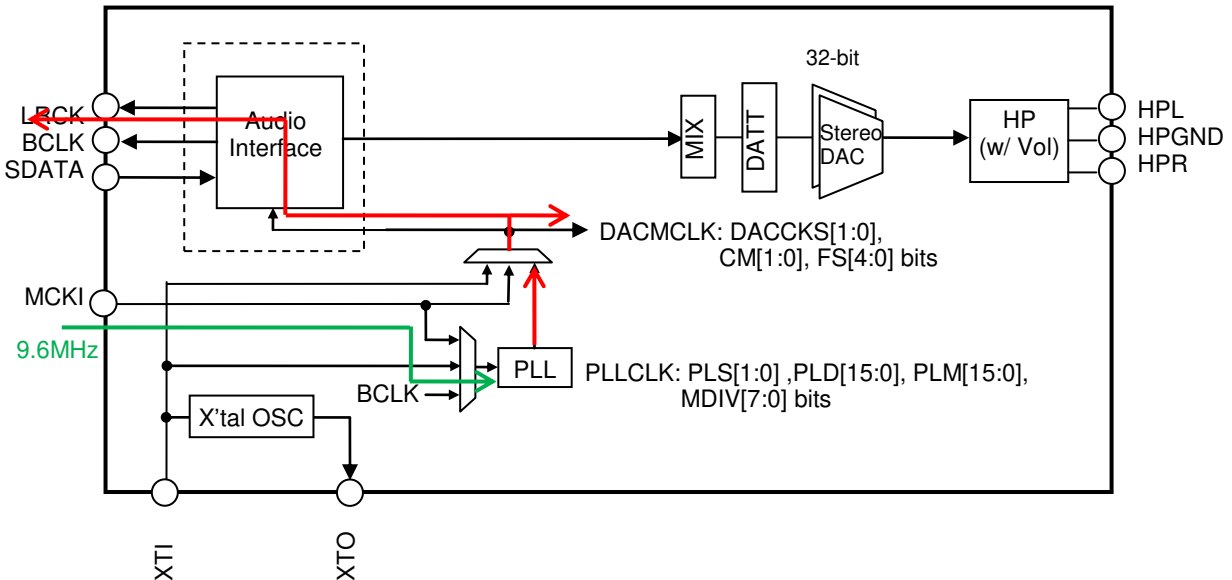 32-bit
LRCK
BCLK
SDATA
Audio
Interface
MIX
DATT
Stereo
DAC
HP
(w/ Vol)
HPL
HPGND
HPR
DACMCLK: DACCKS[1:0],
CM[1:0], FS[4:0] bits
MCKI
9.6MHz
BCLK
PLL
PLLCLK: PLS[1:0] ,PLD[15:0], PLM[15:0],
MDIV[7:0] bits
X'tal OSC
XTI
XTO